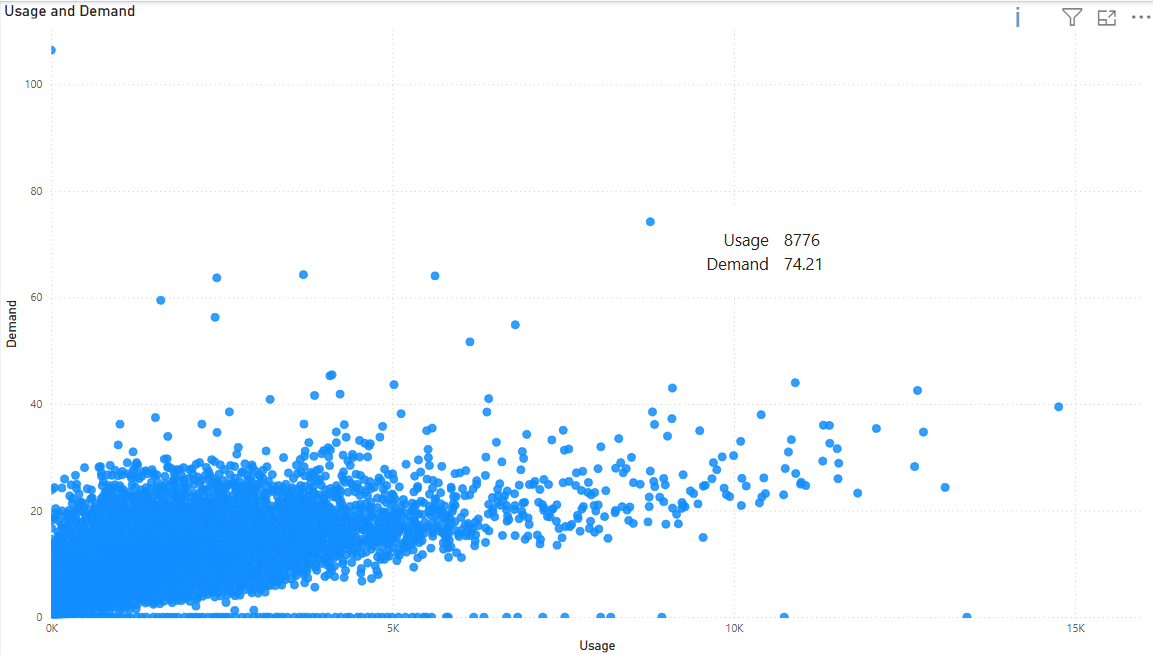 Usage and Demand
i
100
80
Usage 8776
Demand 74.21
60
Demand
40
20
0
0K 5K 10K 15K
Usage